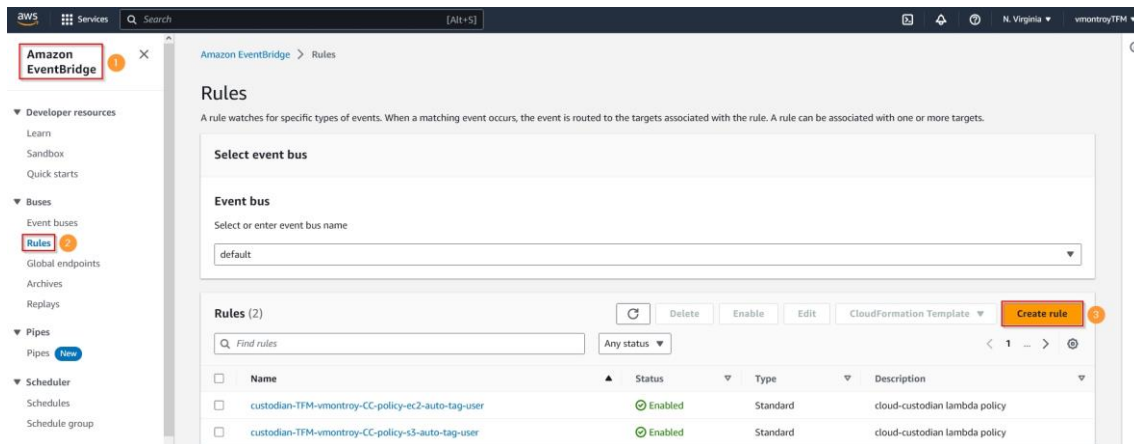 aws Services Search [Alt+S] N. Virginia ▼ vmontroyTFM ▼
Amazon
EventBridge
1
Developer resources
Learn
Sandbox
Quick starts
Buses
Event buses
Rules 2
Global endpoints
Archives
Replays
Pipes
Pipes New
Scheduler
Schedules
Schedule group
Amazon EventBridge > Rules
Rules
A rule watches for specific types of events. When a matching event occurs, the event is routed to the targets associated with the rule. A rule can be associated with one or more targets.
Select event bus
Event bus
Select or enter event bus name
default
Rules (2) Delete Enable Edit CloudFormation Template ▼ Create rule 3
Find rules Any status ▼ < 1 ... >
Name Status Type Description
custodian-TFM-vmontroy-CC-policy-ec2-auto-tag-user Enabled Standard cloud-custodian lambda policy
custodian-TFM-vmontroy-CC-policy-s3-auto-tag-user Enabled Standard cloud-custodian lambda policy